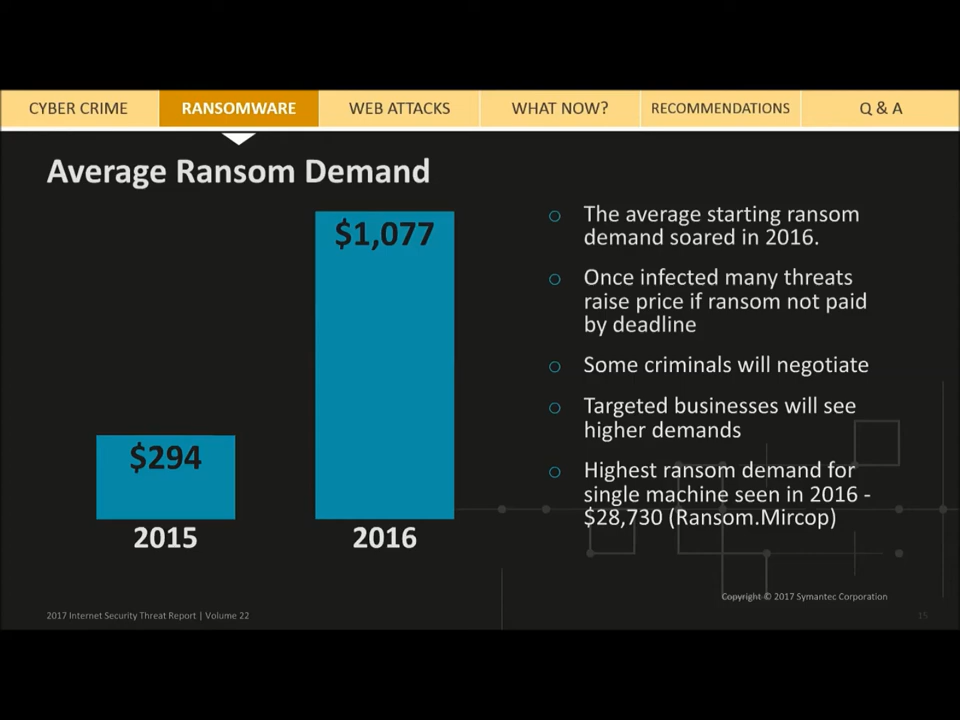 CYBER CRIME
RANSOMWARE
WEB ATTACKS
WHAT NOW?
RECOMMENDATIONS
Q & A
Average Ransom Demand
$294
2015
$1,077
2016
o The average starting ransom
demand soared in 2016.
o Once infected many threats
raise price if ransom not paid
by deadline
o Some criminals will negotiate
o Targeted businesses will see
higher demands
o Highest ransom demand for
single machine seen in 2016 -
$28,730 (Ransom.Mircop)
Copyright © 2017 Symantec Corporation
2017 Internet Security Threat Report | Volume 22
15